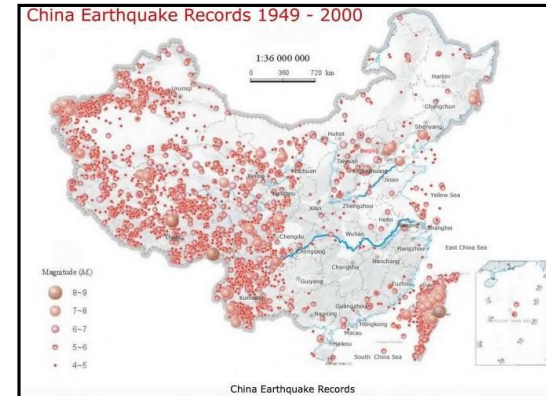 China Earthquake Records 1949 - 2000
1:36 000 000
0 360 720 km
Harbin
Urumqi
Changchun
Shenyang
Huhot
Beijing
Taiyuan
Yinchuan
Shijiazhuang
Jinan
Xining
Yellow Sea
Zhengzhou
Xian
Hefei
Shanghai
Wuhan
Chengdu
Hangzhou
East China Sea
Chongqing
Nanchang
Changsha
Magnitude (Ms)
Guiyang
Fuzhou
8~9
Kunming
7~8
Guangzhou
Nanning
6~7
Hongkong
Macau
5~6
Haikou
South China Sea
4~5
China Earthquake Records